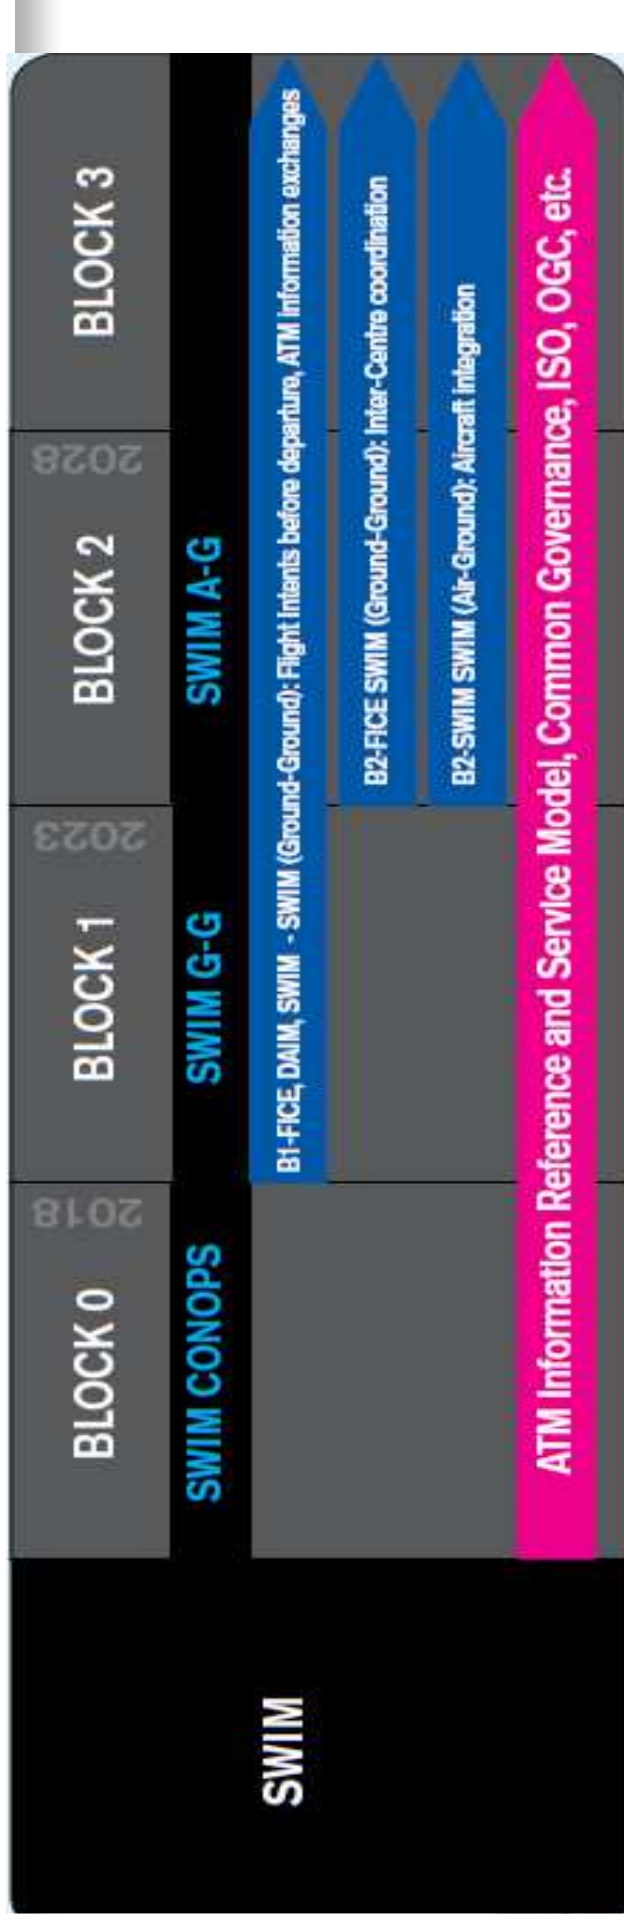 BLOCK 0
2018
BLOCK 1
2023
BLOCK 2
2028
BLOCK 3
SWIM
SWIM CONOPS
SWIM G-G
SWIM A-G
B1-FICE, DAIM, SWIM - SWIM (Ground-Ground): Flight Intents before departure, ATM information exchanges
B2-FICE SWIM (Ground-Ground): Inter-Centre coordination
B2-SWIM SWIM (Air-Ground): Aircraft integration
ATM Information Reference and Service Model, Common Governance, ISO, OGC, etc.